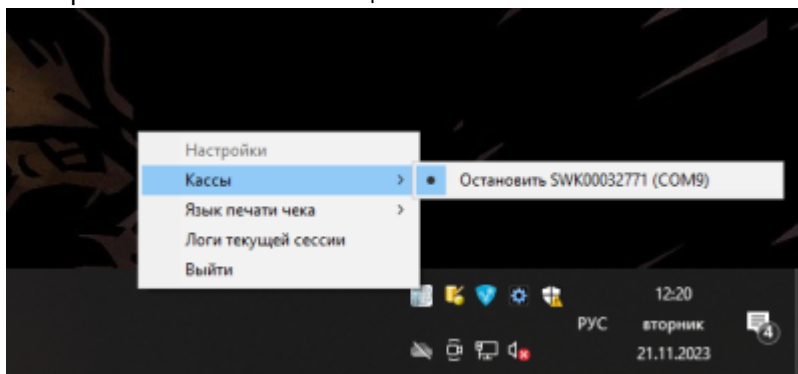 Настройки
Кассы
Остановить SWK00032771 (COM9)
Язык печати чека
Логи текущей сессии
Выйти
12:20
РУС
вторник
4
21.11.2023